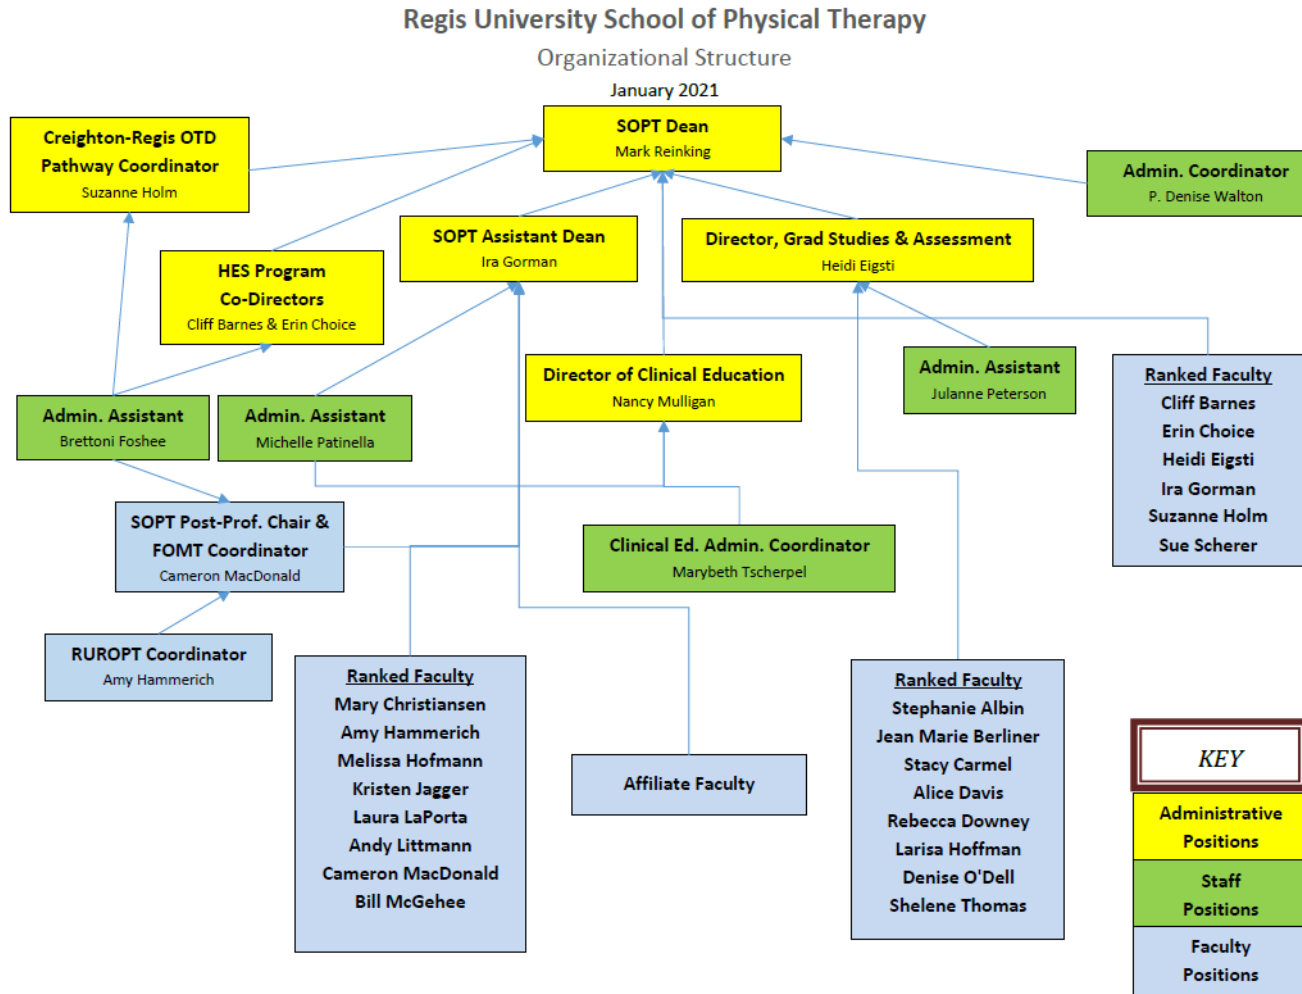 Regis University School of Physical Therapy
Organizational Structure
January 2021
Creighton-Regis OTD
Pathway Coordinator
Suzanne Holm
SOPT Dean
Mark Reinking
Admin. Coordinator
P. Denise Walton
SOPT Assistant Dean
Ira Gorman
Director, Grad Studies & Assessment
Heidi Eigsti
HES Program
Co-Directors
Cliff Barnes & Erin Choice
Director of Clinical Education
Nancy Mulligan
Admin. Assistant
Julanne Peterson
Ranked Faculty
Cliff Barnes
Erin Choice
Heidi Eigsti
Ira Gorman
Suzanne Holm
Sue Scherer
Admin. Assistant
Brettoni Foshee
Admin. Assistant
Michelle Patinella
SOPT Post-Prof. Chair &
FOMT Coordinator
Cameron MacDonald
Clinical Ed. Admin. Coordinator
Marybeth Tscherpel
RUROPT Coordinator
Amy Hammerich
Ranked Faculty
Mary Christiansen
Amy Hammerich
Melissa Hofmann
Kristen Jagger
Laura LaPorta
Andy Littmann
Cameron MacDonald
Bill McGehee
Affiliate Faculty
Ranked Faculty
Stephanie Albin
Jean Marie Berliner
Stacy Carmel
Alice Davis
Rebecca Downey
Larisa Hoffman
Denise O'Dell
Shelene Thomas
KEY
Administrative
Positions
Staff
Positions
Faculty
Positions